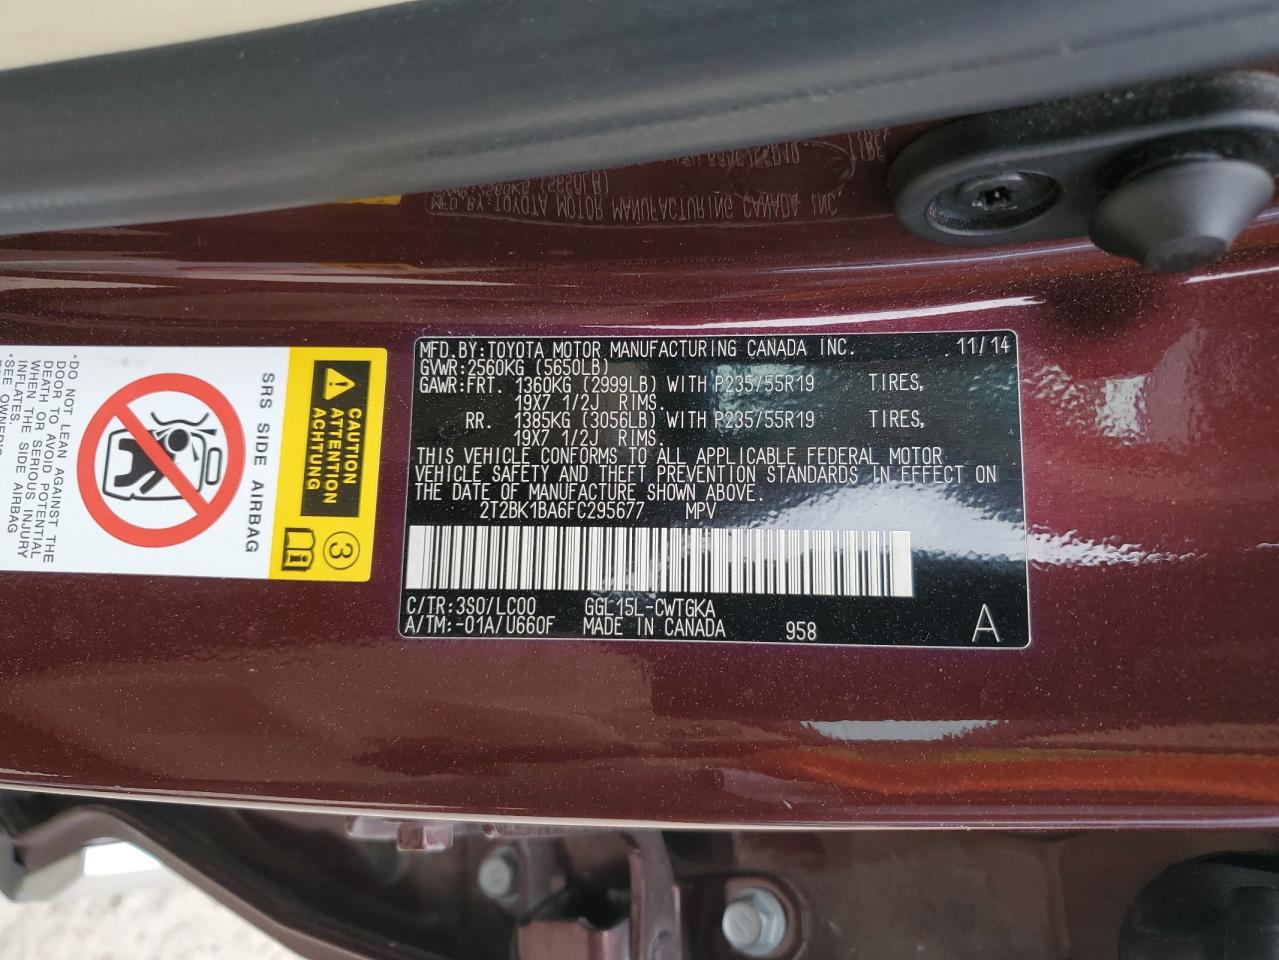 MFD.BY:TOYOTA MOTOR MANUFACTURING CANADA INC. 11/14
GVWR:2560KG (5650LB)
GAWR:FRT. 1360KG (2999LB) WITH P235/55R19 TIRES,
19X7 1/2J RIMS.
RR. 1385KG (3056LB) WITH P235/55R19 TIRES,
19X7 1/2J RIMS.
THIS VEHICLE CONFORMS TO ALL APPLICABLE FEDERAL MOTOR
VEHICLE SAFETY AND THEFT PREVENTION STANDARDS IN EFFECT ON
THE DATE OF MANUFACTURE SHOWN ABOVE.
2T2BK1BA6FC295677 MPV
C/TR:3S0/LC00 GGL15L-CWTGKA
A/TM:-01A/U660F MADE IN CANADA 958 A
CAUTION
ATTENTION
ACHTUNG
3
SRS SIDE AIRBAG
•DO NOT LEAN AGAINST THE
DOOR TO AVOID POTENTIAL
DEATH OR SERIOUS INJURY
WHEN THE SIDE AIRBAG
INFLATES.
•SEE OWNER'S